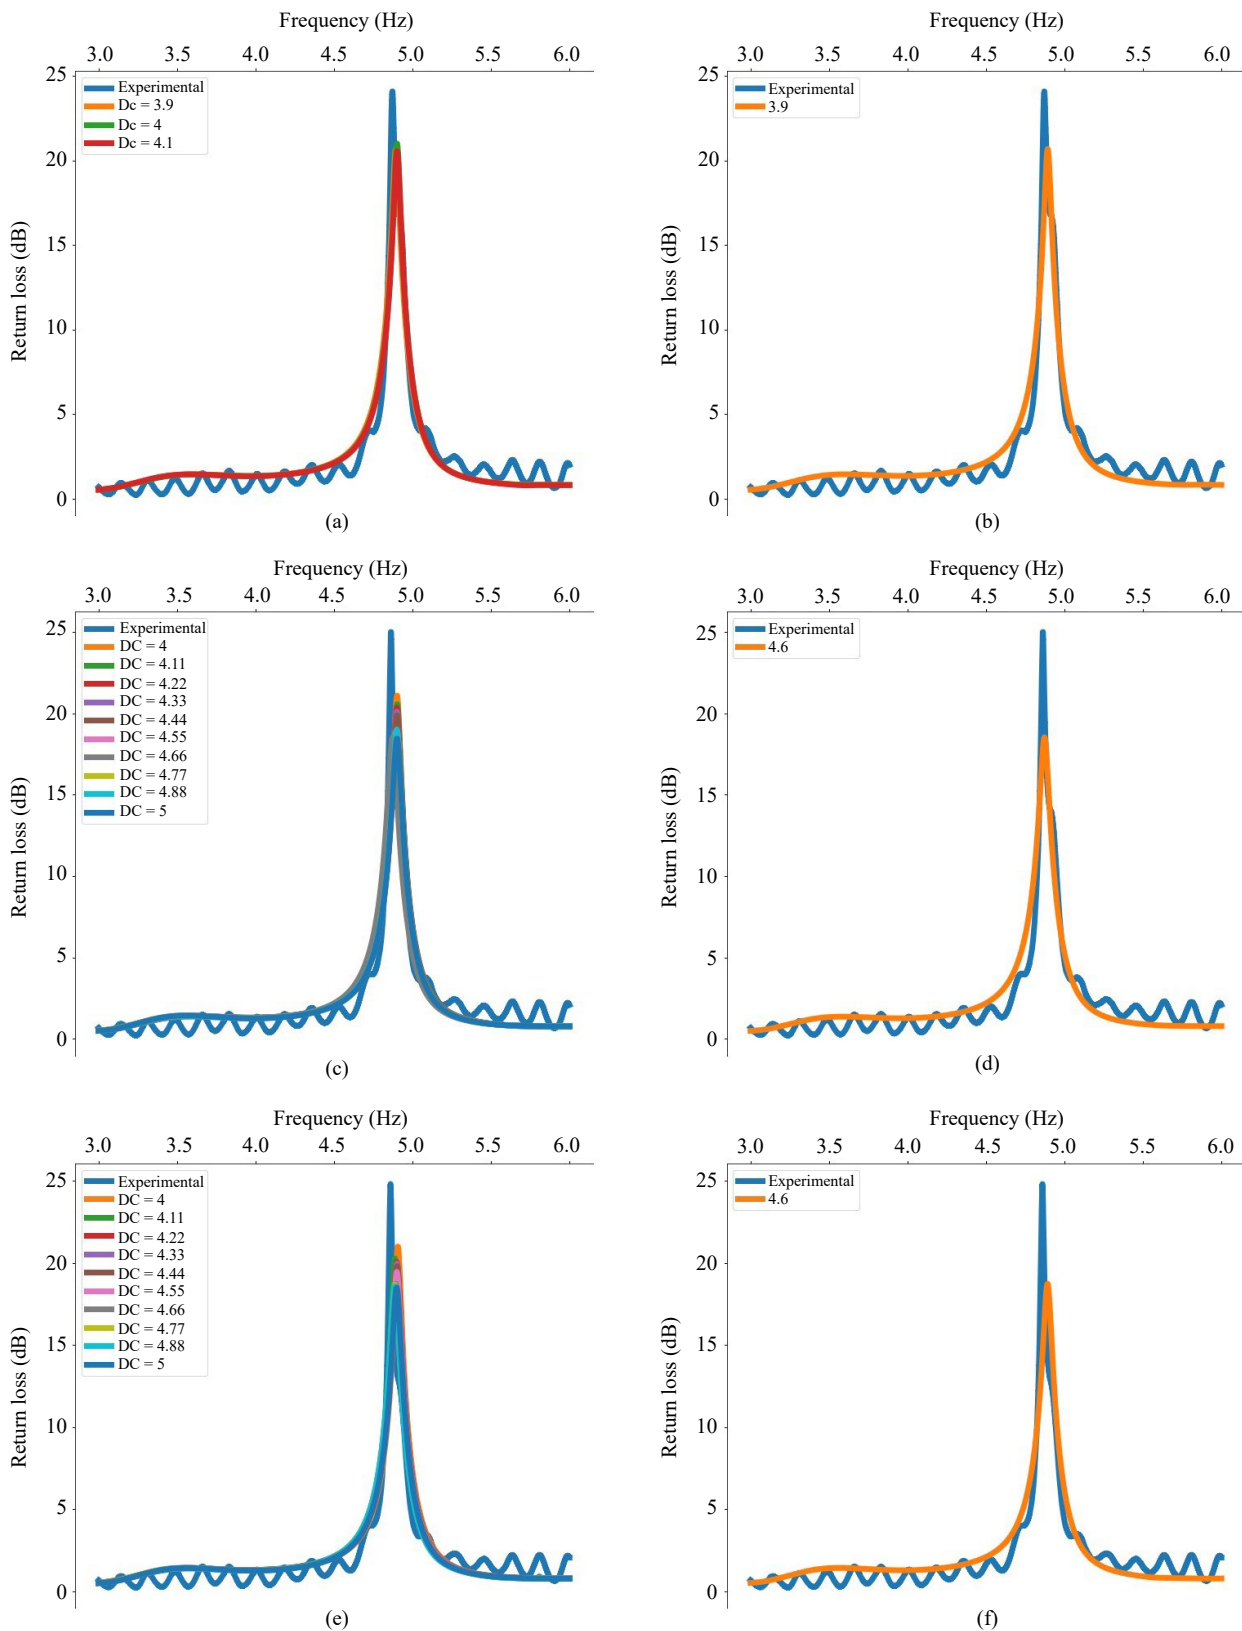 Frequency (Hz)
3.0 3.5 4.0 4.5 5.0 5.5 6.0
25
20
15
10
5
0
Return loss (dB)
Experimental
Dc = 3.9
Dc = 4
Dc = 4.1
(a)
Frequency (Hz)
3.0 3.5 4.0 4.5 5.0 5.5 6.0
25
20
15
10
5
0
Return loss (dB)
Experimental
3.9
(b)
Frequency (Hz)
3.0 3.5 4.0 4.5 5.0 5.5 6.0
25
20
15
10
5
0
Return loss (dB)
Experimental
DC = 4
DC = 4.11
DC = 4.22
DC = 4.33
DC = 4.44
DC = 4.55
DC = 4.66
DC = 4.77
DC = 4.88
DC = 5
(c)
Frequency (Hz)
3.0 3.5 4.0 4.5 5.0 5.5 6.0
25
20
15
10
5
0
Return loss (dB)
Experimental
4.6
(d)
Frequency (Hz)
3.0 3.5 4.0 4.5 5.0 5.5 6.0
25
20
15
10
5
0
Return loss (dB)
Experimental
DC = 4
DC = 4.11
DC = 4.22
DC = 4.33
DC = 4.44
DC = 4.55
DC = 4.66
DC = 4.77
DC = 4.88
DC = 5
(e)
Frequency (Hz)
3.0 3.5 4.0 4.5 5.0 5.5 6.0
25
20
15
10
5
0
Return loss (dB)
Experimental
4.6
(f)